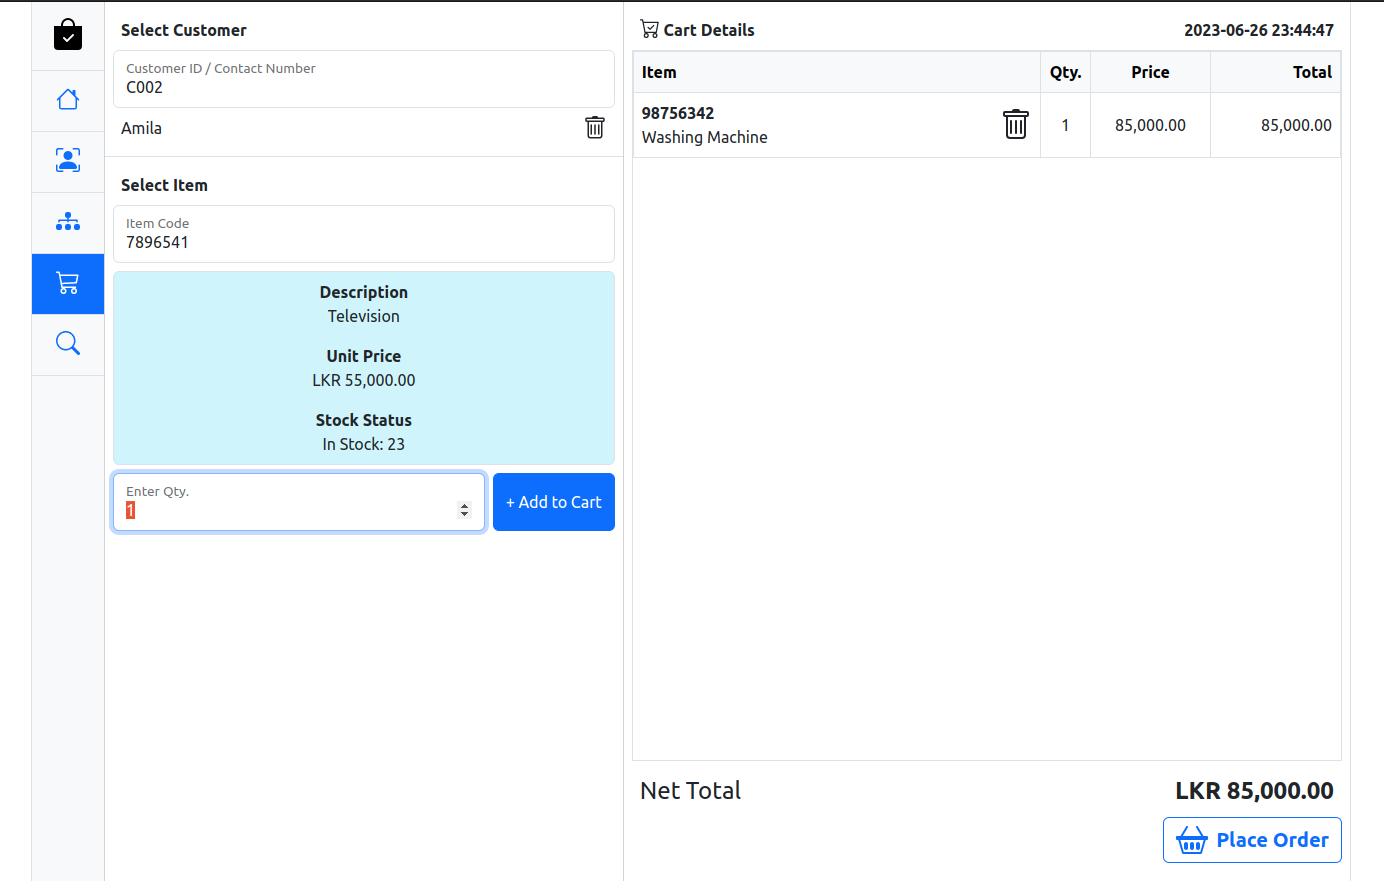 Select Customer
Customer ID / Contact Number
C002
Amila
Select Item
Item Code
7896541
Description
Television
Unit Price
LKR 55,000.00
Stock Status
In Stock: 23
Enter Qty.
1
+ Add to Cart
Cart Details 2023-06-26 23:44:47
Item Qty. Price Total
98756342
Washing Machine 1 85,000.00 85,000.00
Net Total LKR 85,000.00
Place Order